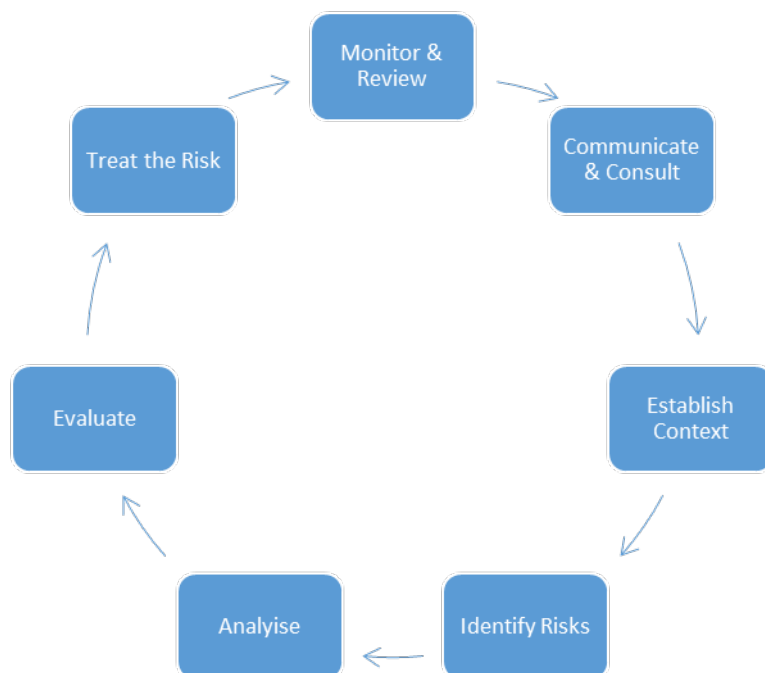 Monitor &
Review
Communicate
& Consult
Establish
Context
Identify Risks
Analyise
Evaluate
Treat the Risk